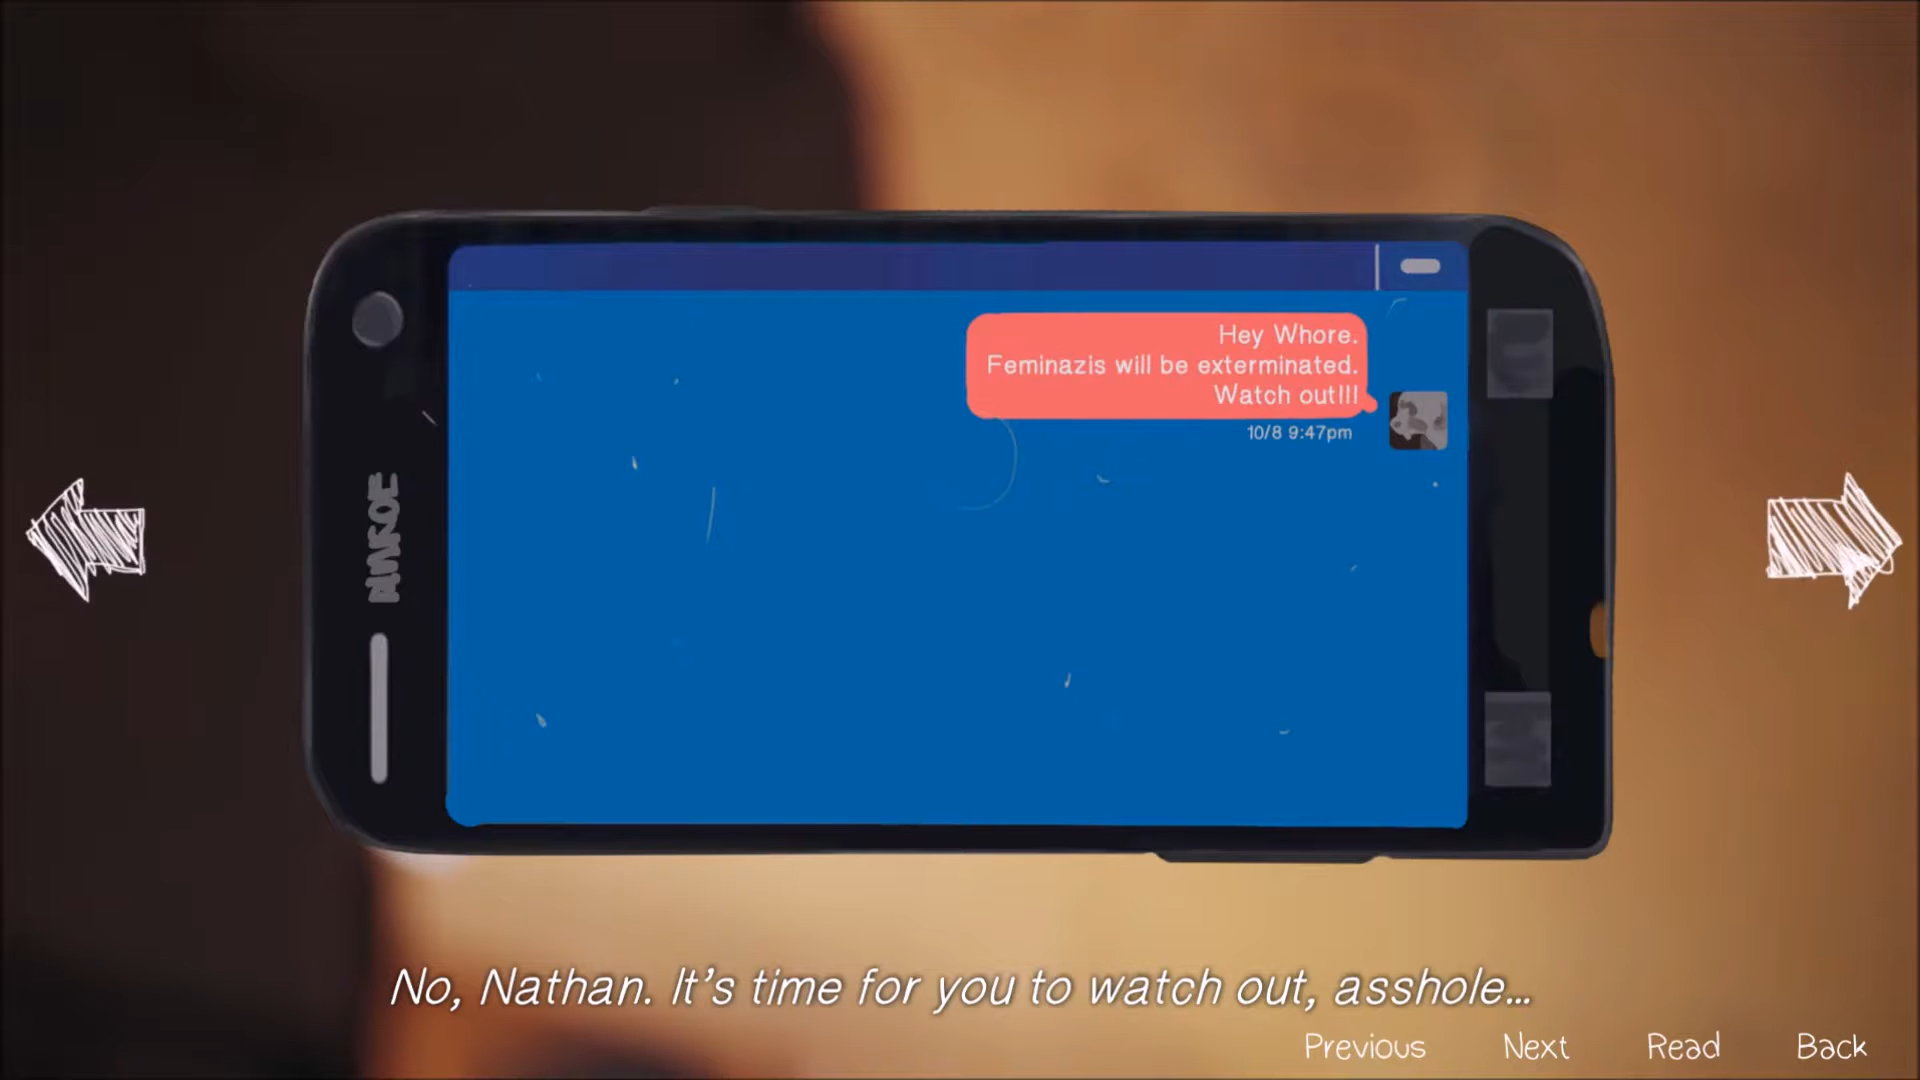 Hey Whore.
Feminazis will be exterminated.
Watch out!!!
10/8 9:47pm
No, Nathan. It's time for you to watch out, asshole...
Previous Next Read Back